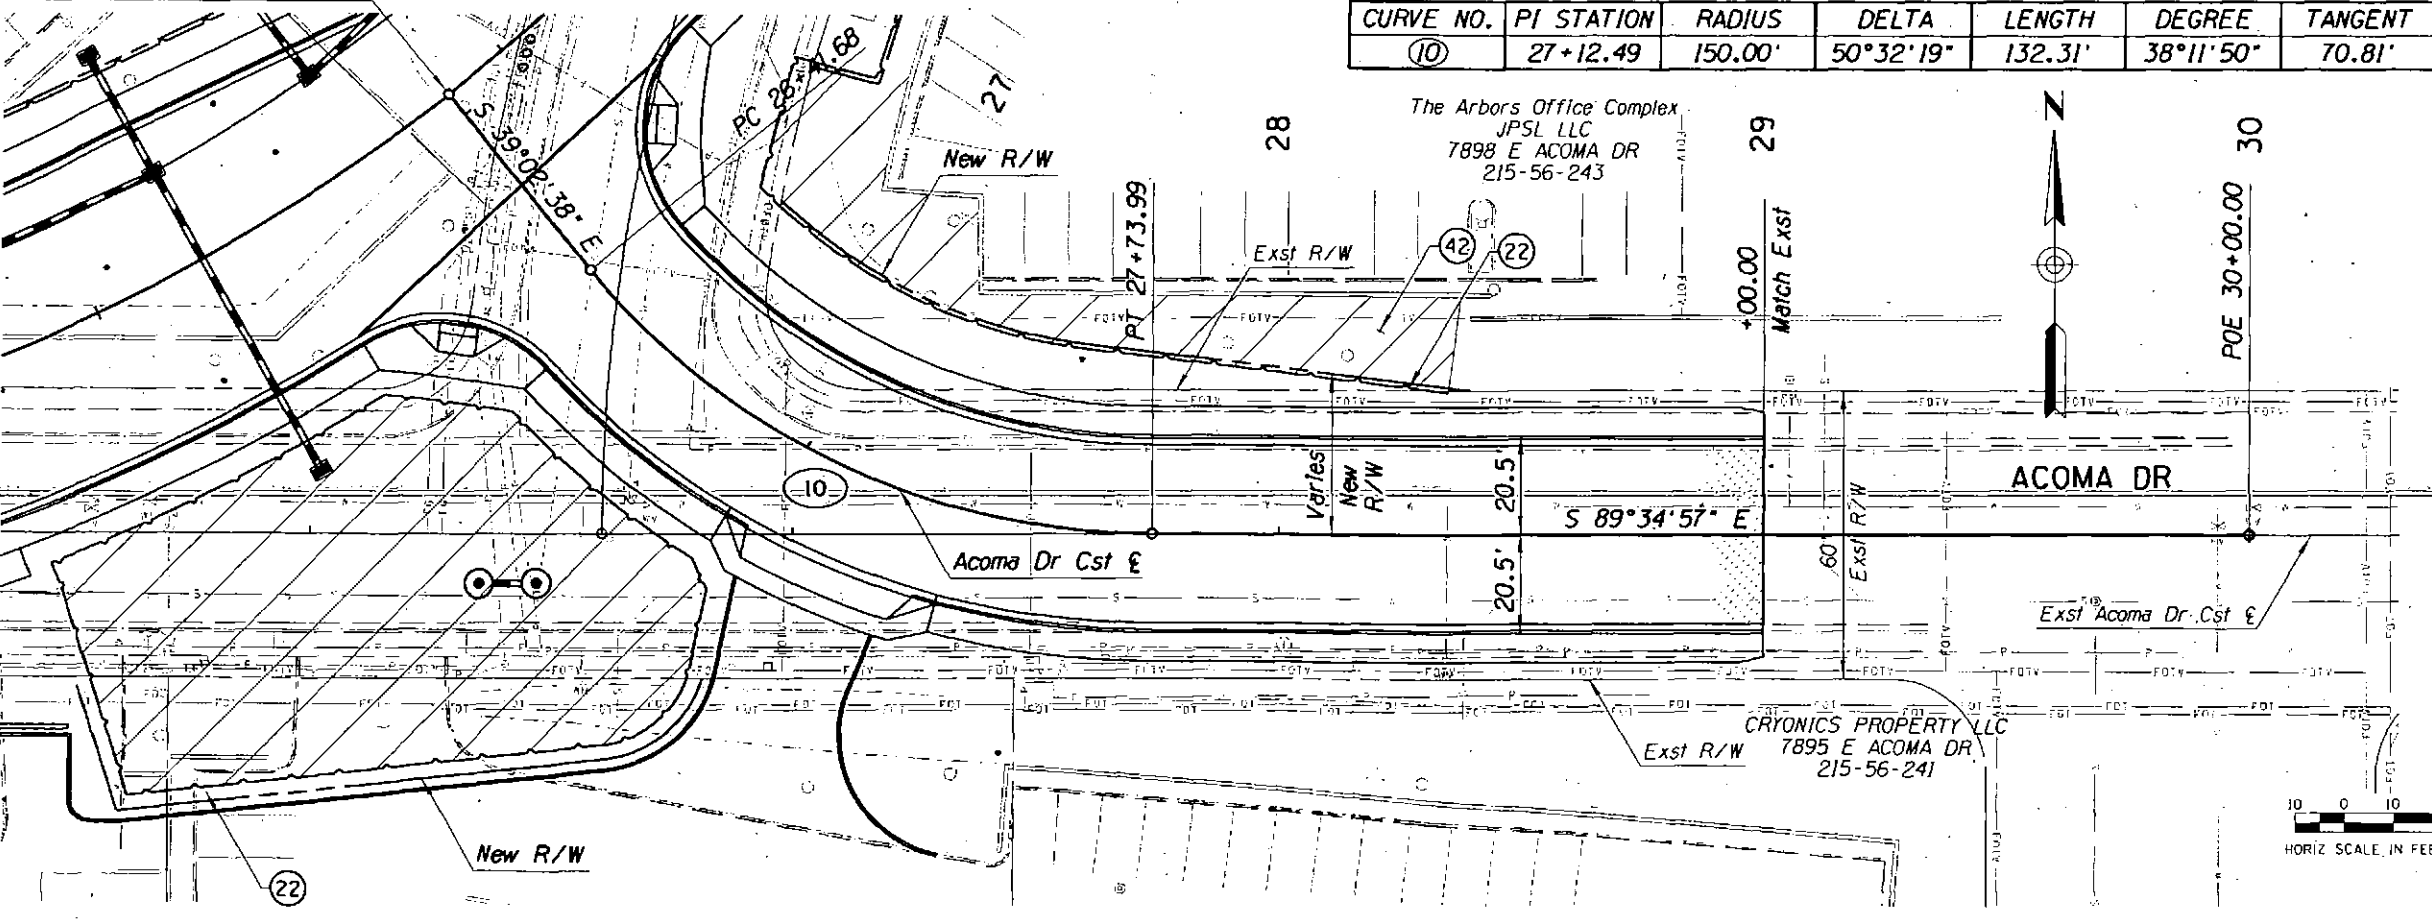 CURVE NO. PI STATION RADIUS DELTA LENGTH DEGREE TANGENT
10 27+12.49 150.00' 50°32'19" 132.31' 38°11'50" 70.81'
The Arbors Office Complex
JPSL LLC
7898 E ACOMA DR
215-56-243
27
28
29
30
N
S 39°02'38" E
New R/W
PT 27+73.99
Exst R/W
42
22
+00.00
Match Exst
POE 30+00.00
10
Varies
New
R/W
20.5'
20.5'
S 89°34'57" E
60'
Exst R/W
ACOMA DR
Acoma Dr Cst ₵
Exst Acoma Dr Cst ₵
Exst R/W
CRYONICS PROPERTY LLC
7895 E ACOMA DR
215-56-241
New R/W
22
10 0 10
HORIZ SCALE IN